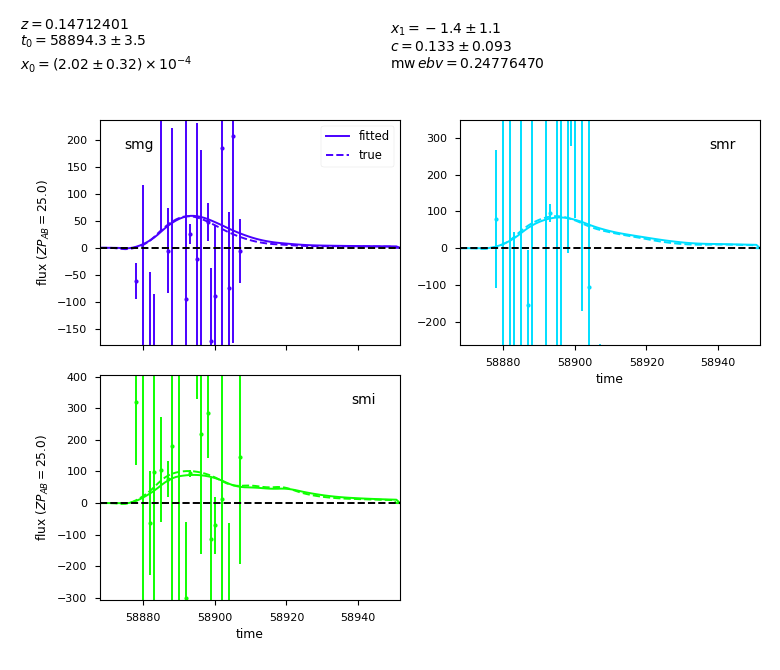 z = 0.14712401
t₀ = 58894.3 ± 3.5
x₀ = (2.02 ± 0.32) × 10⁻⁴
x₁ = −1.4 ± 1.1
c = 0.133 ± 0.093
mw ebv = 0.24776470
smg
fitted
true
200
150
100
50
0
−50
−100
−150
flux (ZP_AB = 25.0)
smr
300
200
100
0
−100
−200
58880 58900 58920 58940
time
smi
400
300
200
100
0
−100
−200
−300
flux (ZP_AB = 25.0)
58880 58900 58920 58940
time